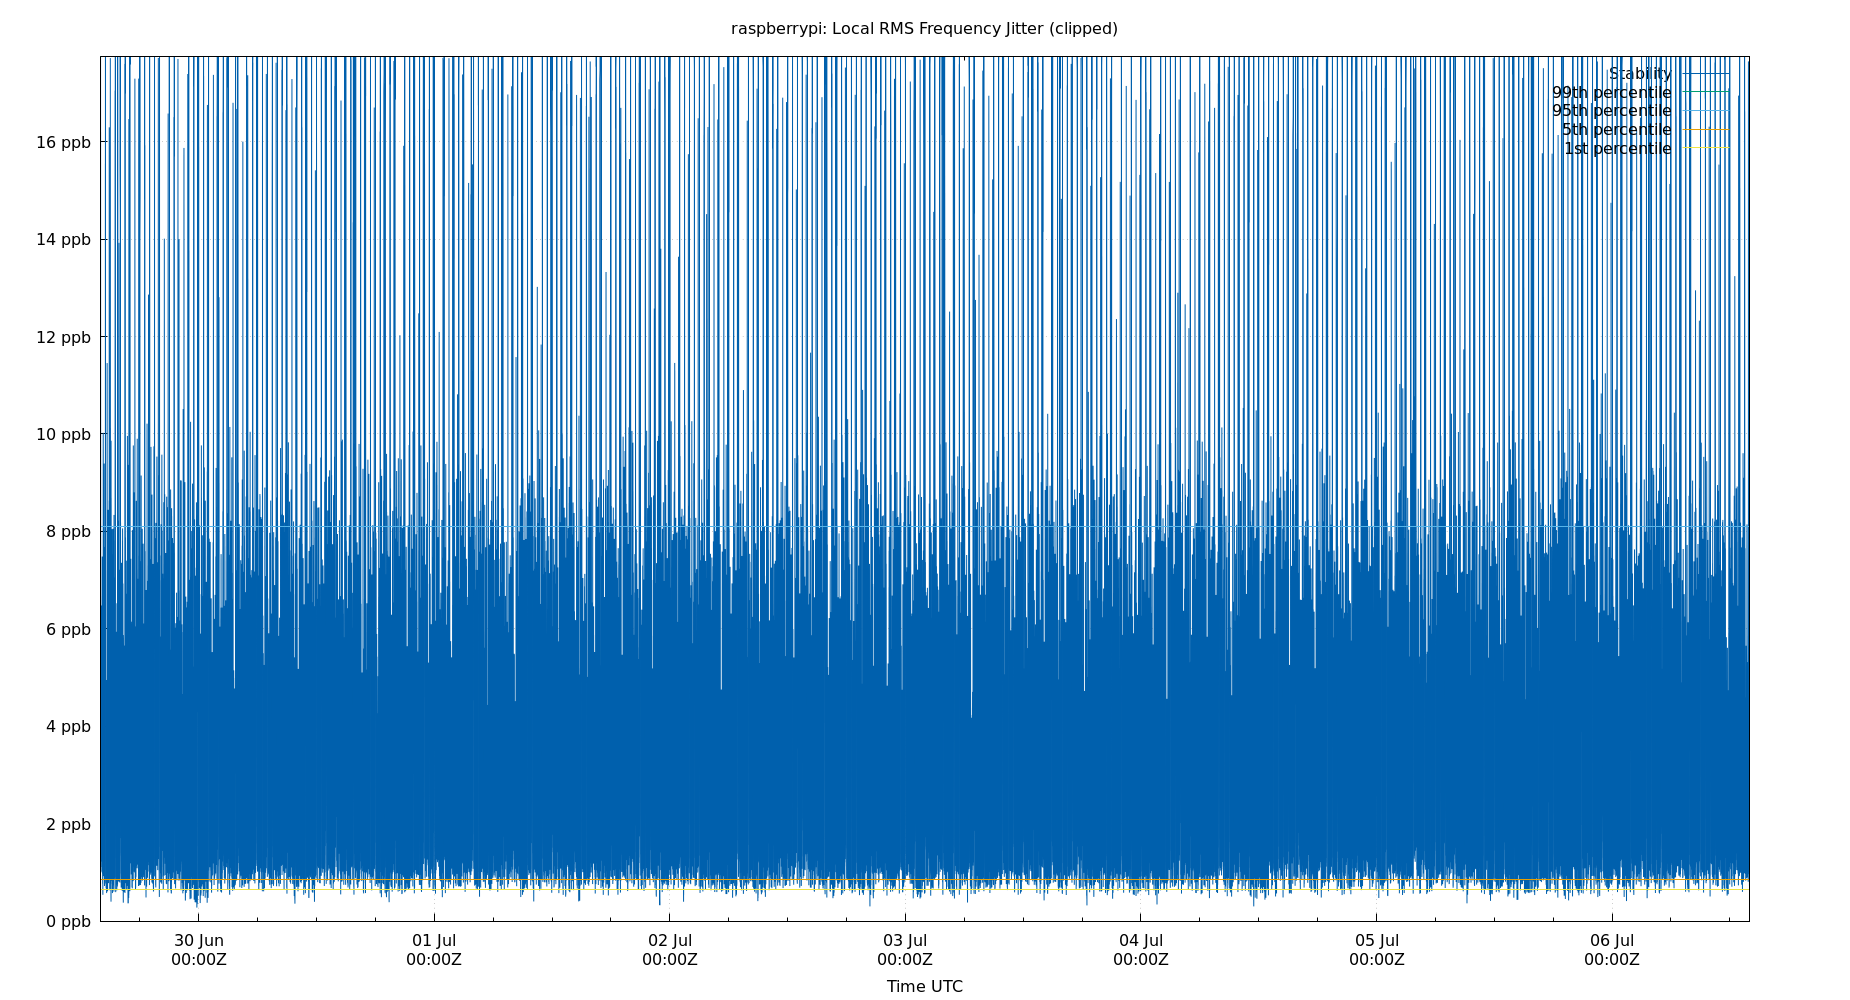 raspberrypi: Local RMS Frequency Jitter (clipped)
Stability
99th percentile
95th percentile
5th percentile
1st percentile
16 ppb
14 ppb
12 ppb
10 ppb
8 ppb
6 ppb
4 ppb
2 ppb
0 ppb
30 Jun 01 Jul 02 Jul 03 Jul 04 Jul 05 Jul 06 Jul
00:00Z 00:00Z 00:00Z 00:00Z 00:00Z 00:00Z 00:00Z
Time UTC